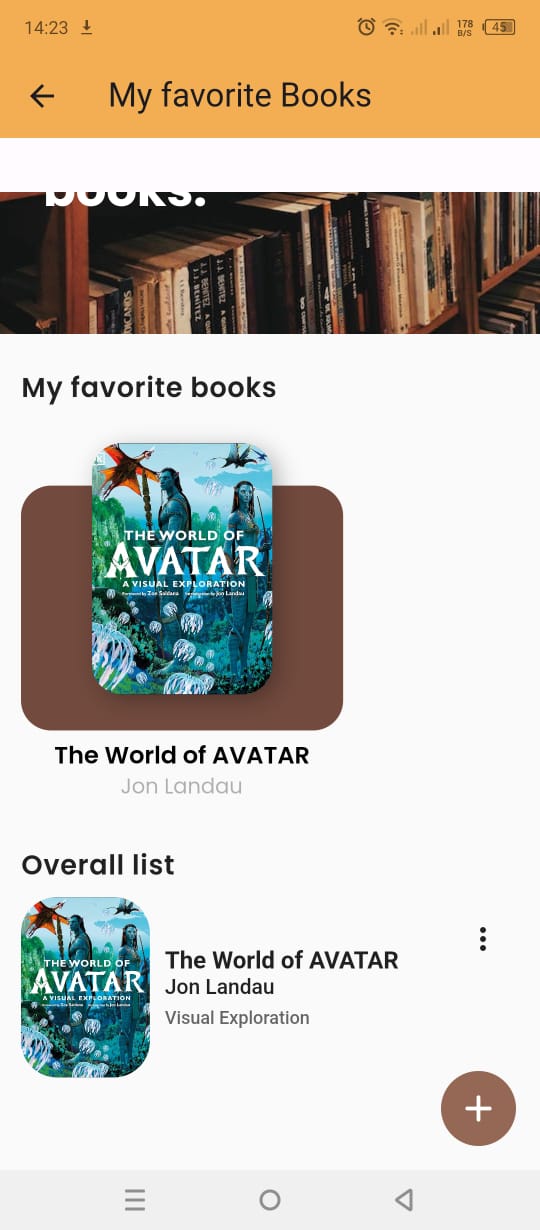 14:23
178
B/S
45
My favorite Books
books.
J.J. BENITEZ
J.J. BENITEZ
My favorite books
THE WORLD OF
AVATAR
A VISUAL EXPLORATION
Foreword by Zoe Saldana Introduction by Jon Landau
The World of AVATAR
Jon Landau
Overall list
THE WORLD OF
AVATAR
A VISUAL EXPLORATION
The World of AVATAR
Jon Landau
Visual Exploration